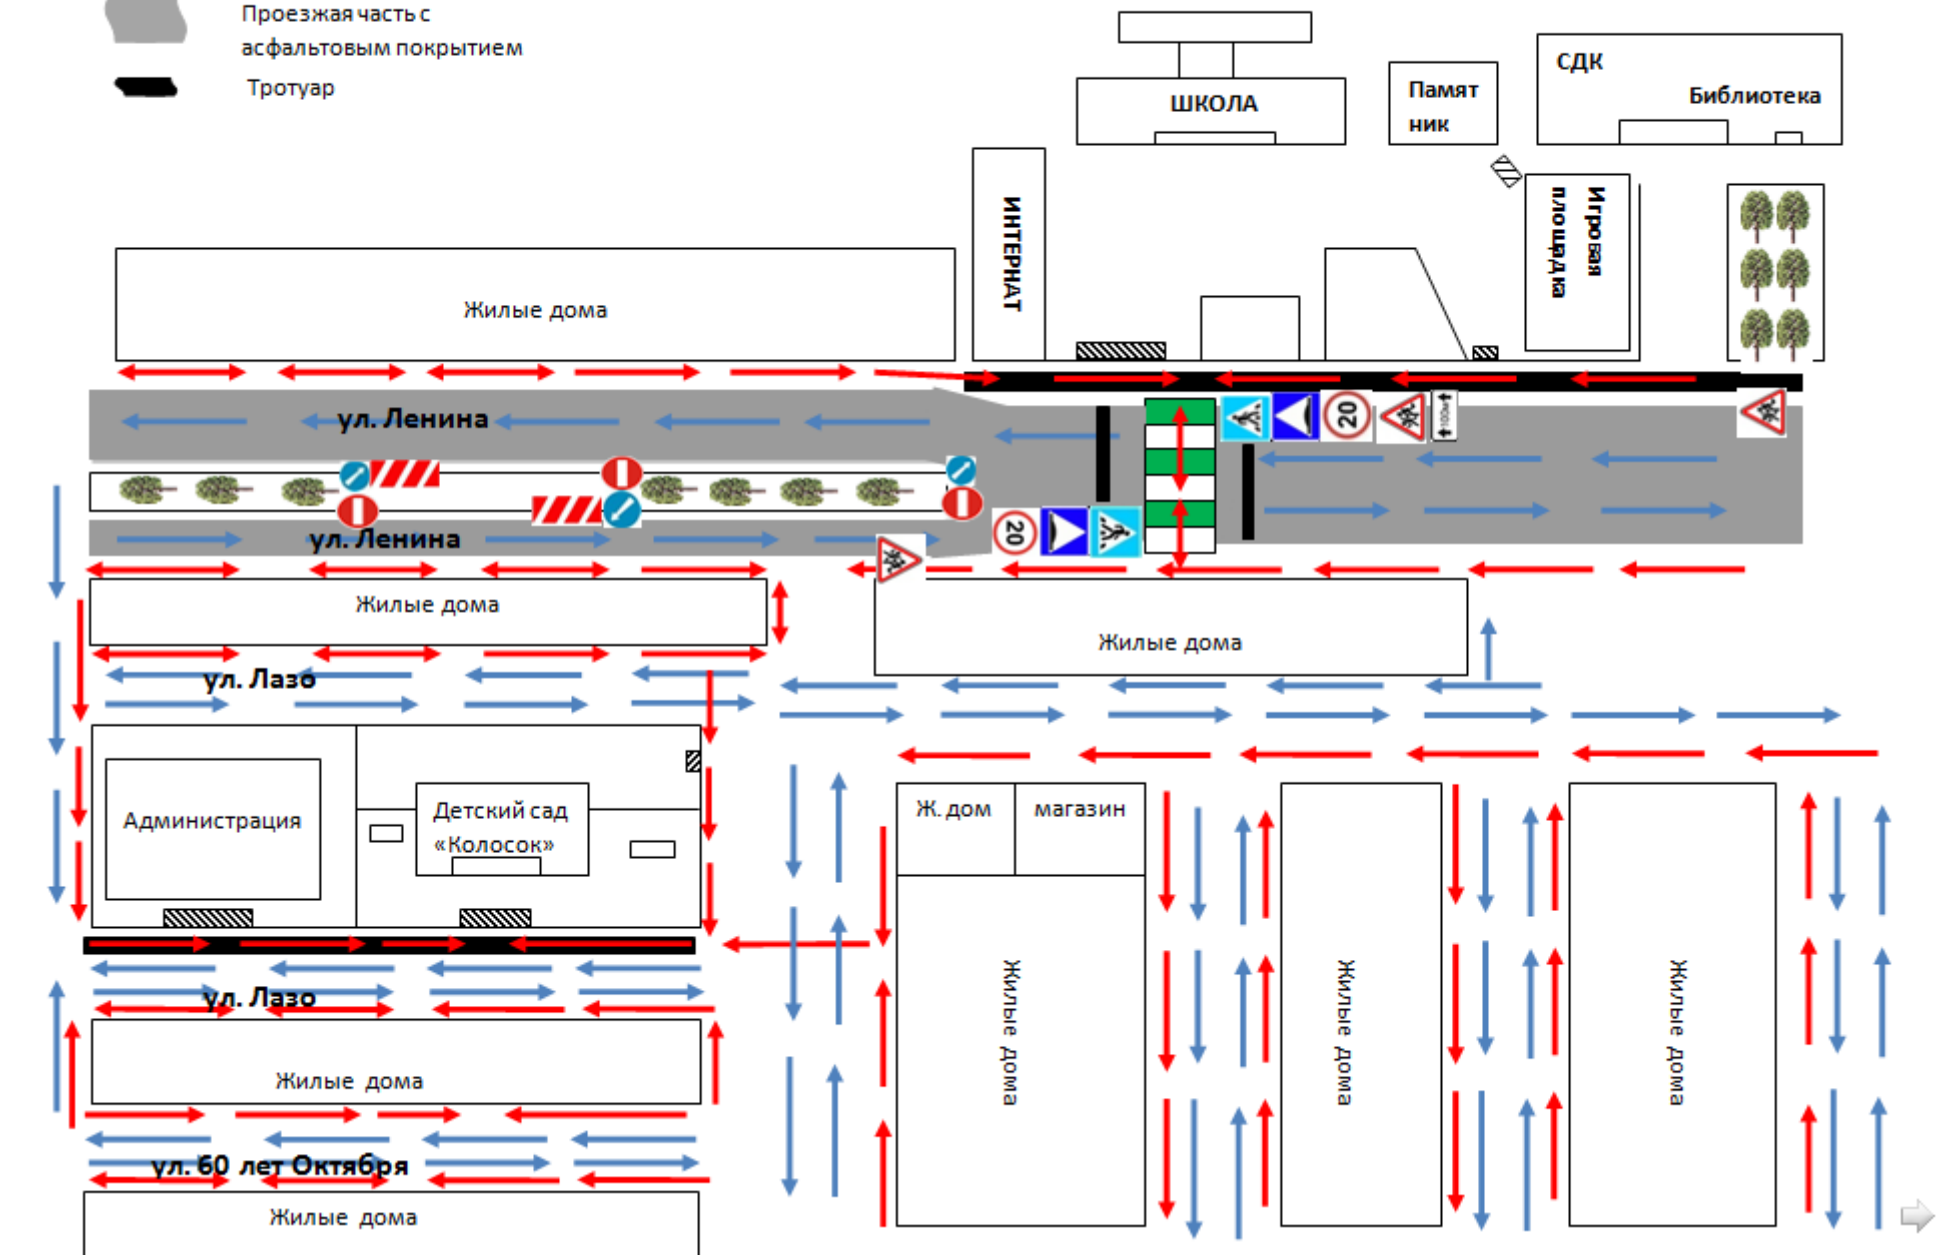 Проезжая часть с
асфальтовым покрытием
Тротуар
ШКОЛА
Памят
ник
СДК
Библиотека
ИНТЕРНАТ
Игровая
площадка
Жилые дома
ул. Ленина
20
100м
ул. Ленина
20
Жилые дома
Жилые дома
ул. Лазо
Администрация
Детский сад
«Колосок»
Ж. дом
магазин
Жилые дома
Жилые дома
Жилые дома
ул. Лазо
Жилые дома
ул. 60 лет Октября
Жилые дома